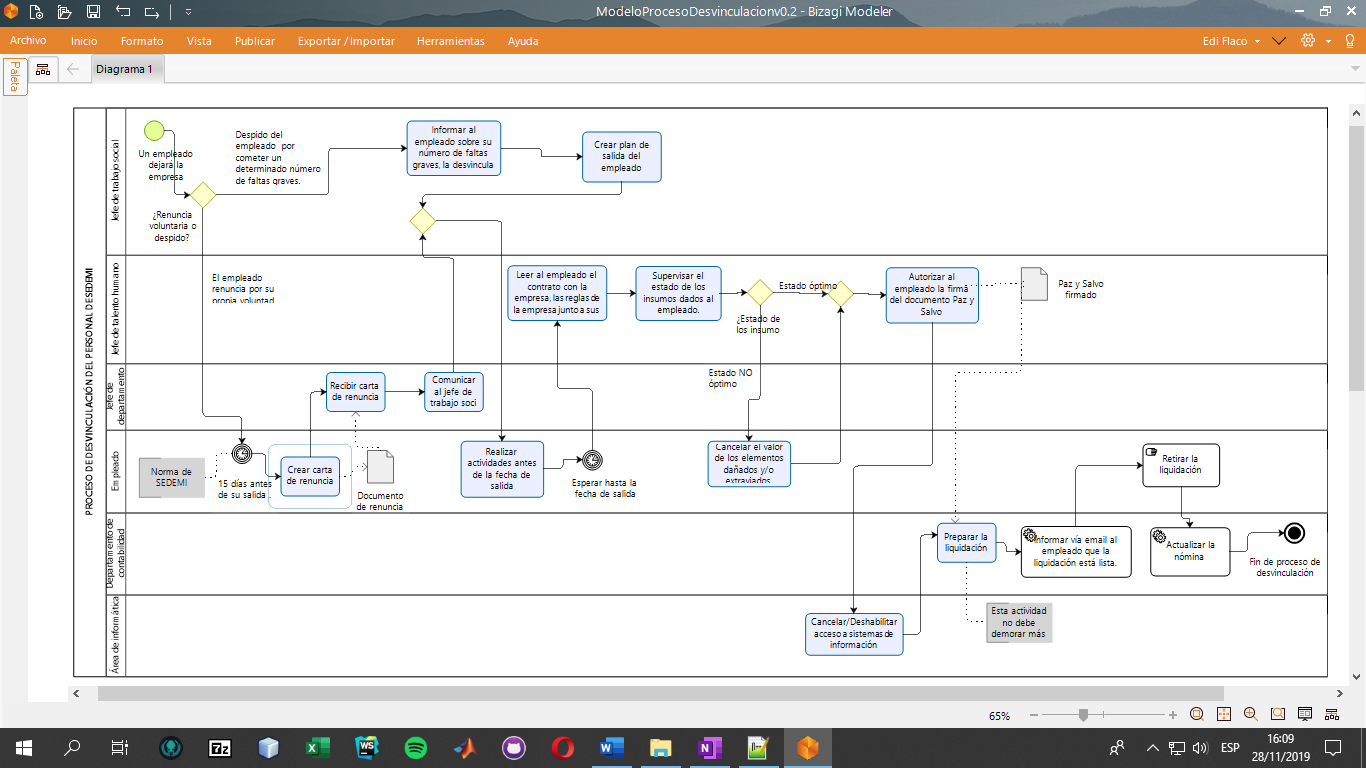 ModeloProcesoDesvinculacionv0.2 - Bizagi Modeler
Archivo
Inicio
Formato
Vista
Publicar
Exportar / Importar
Herramientas
Ayuda
Edi Flaco
Paleta
Diagrama 1
PROCESO DE DESVINCULACIÓN DEL PERSONAL DE SEDEMI
Jefe de trabajo social
Un empleado
dejará la
empresa
Despido del
empleado por
cometer un
determinado número
de faltas graves.
¿Renuncia
voluntaria o
despido?
Informar al
empleado sobre su
número de faltas
graves, la desvincula
Crear plan de
salida del
empleado
Jefe de talento humano
El empleado
renuncia por su
propia voluntad
Leer al empleado el
contrato con la
empresa, las reglas de
la empresa junto a sus
Supervisar el
estado de los
insumos dados al
empleado.
¿Estado de
los insumo
Estado óptimo
Autorizar al
empleado la firma
del documento Paz y
Salvo
Paz y Salvo
firmado
Jefe de
departamento
Recibir carta
de renuncia
Comunicar
al jefe de
trabajo soci
Estado NO
óptimo
Empleado
Norma de
SEDEMI
15 días antes
de su salida
Crear carta
de renuncia
Documento
de renuncia
Realizar
actividades antes
de la fecha de
salida
Esperar hasta la
fecha de salida
Cancelar el valor
de los elementos
dañados y/o
extraviados
Retirar la
liquidación
Departamento de
contabilidad
Preparar la
liquidación
Informar vía email al
empleado que la
liquidación está lista.
Actualizar la
nómina
Fin de proceso de
desvinculación
Área de informática
Cancelar/Deshabilitar
acceso a sistemas de
información
Esta actividad
no debe
demorar más
65%
ESP
16:09
28/11/2019